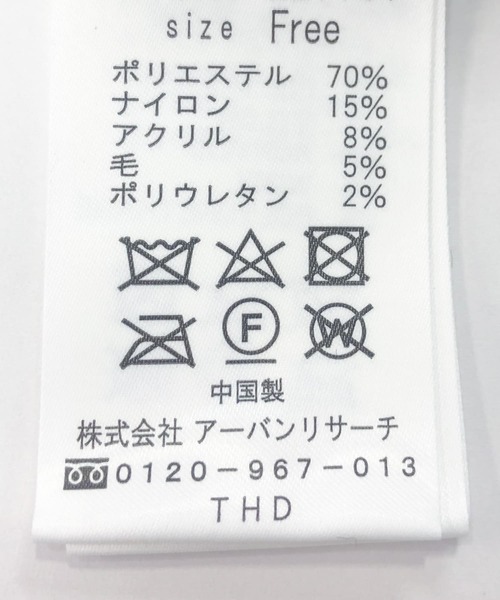 size Free
ポリエステル 70%
ナイロン 15%
アクリル 8%
毛 5%
ポリウレタン 2%
F W
中国製
株式会社 アーバンリサーチ
0120-967-013
THD